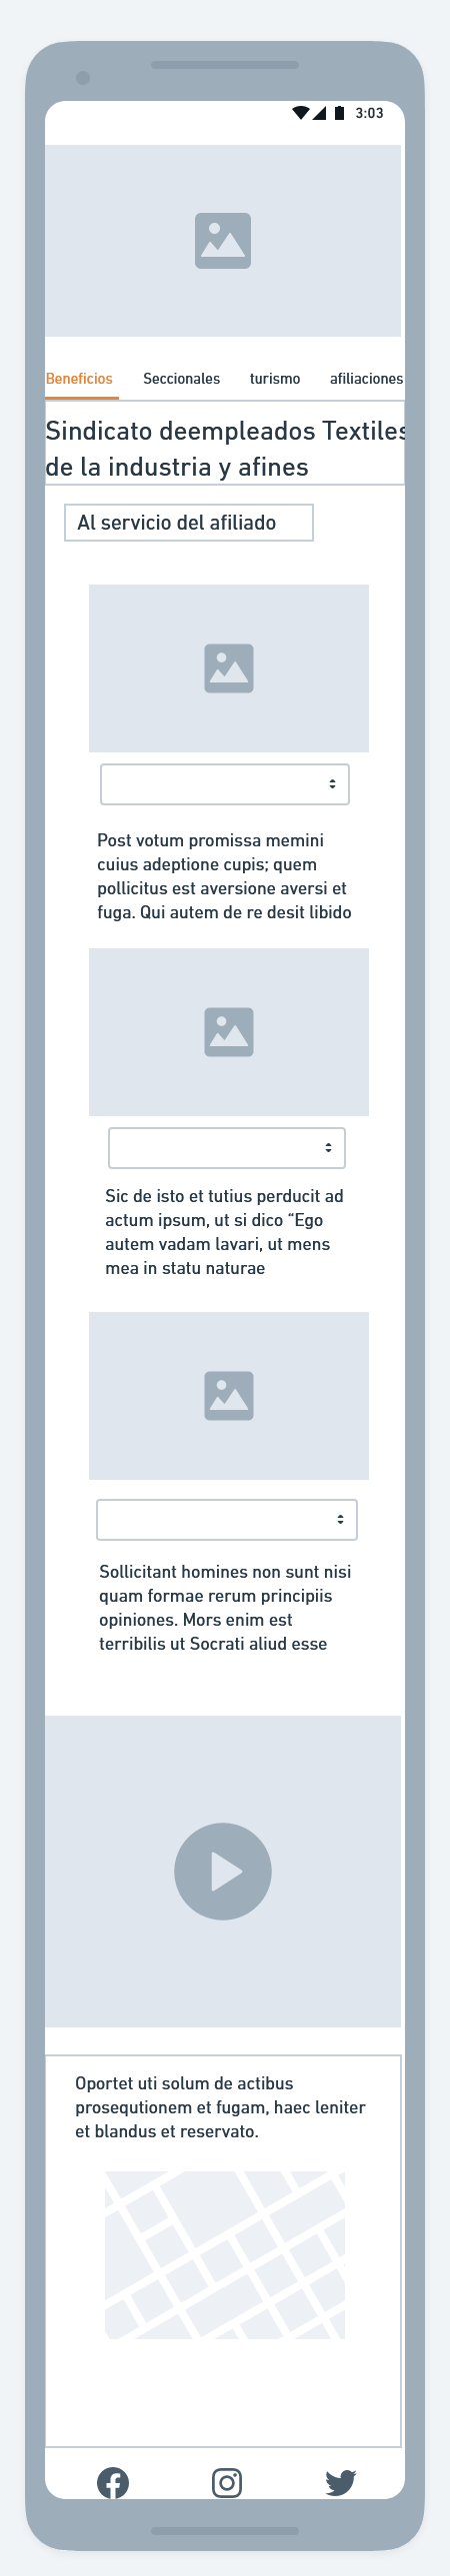 3:03
Beneficios Seccionales turismo afiliaciones
Sindicato deempleados Textiles
de la industria y afines
Al servicio del afiliado
Post votum promissa memini
cuius adeptione cupis; quem
pollicitus est aversione aversi et
fuga. Qui autem de re desit libido
Sic de isto et tutius perducit ad
actum ipsum, ut si dico “Ego
autem vadam lavari, ut mens
mea in statu naturae
Sollicitant homines non sunt nisi
quam formae rerum principiis
opiniones. Mors enim est
terribilis ut Socrati aliud esse
Oportet uti solum de actibus
prosequtionem et fugam, haec leniter
et blandus et reservato.